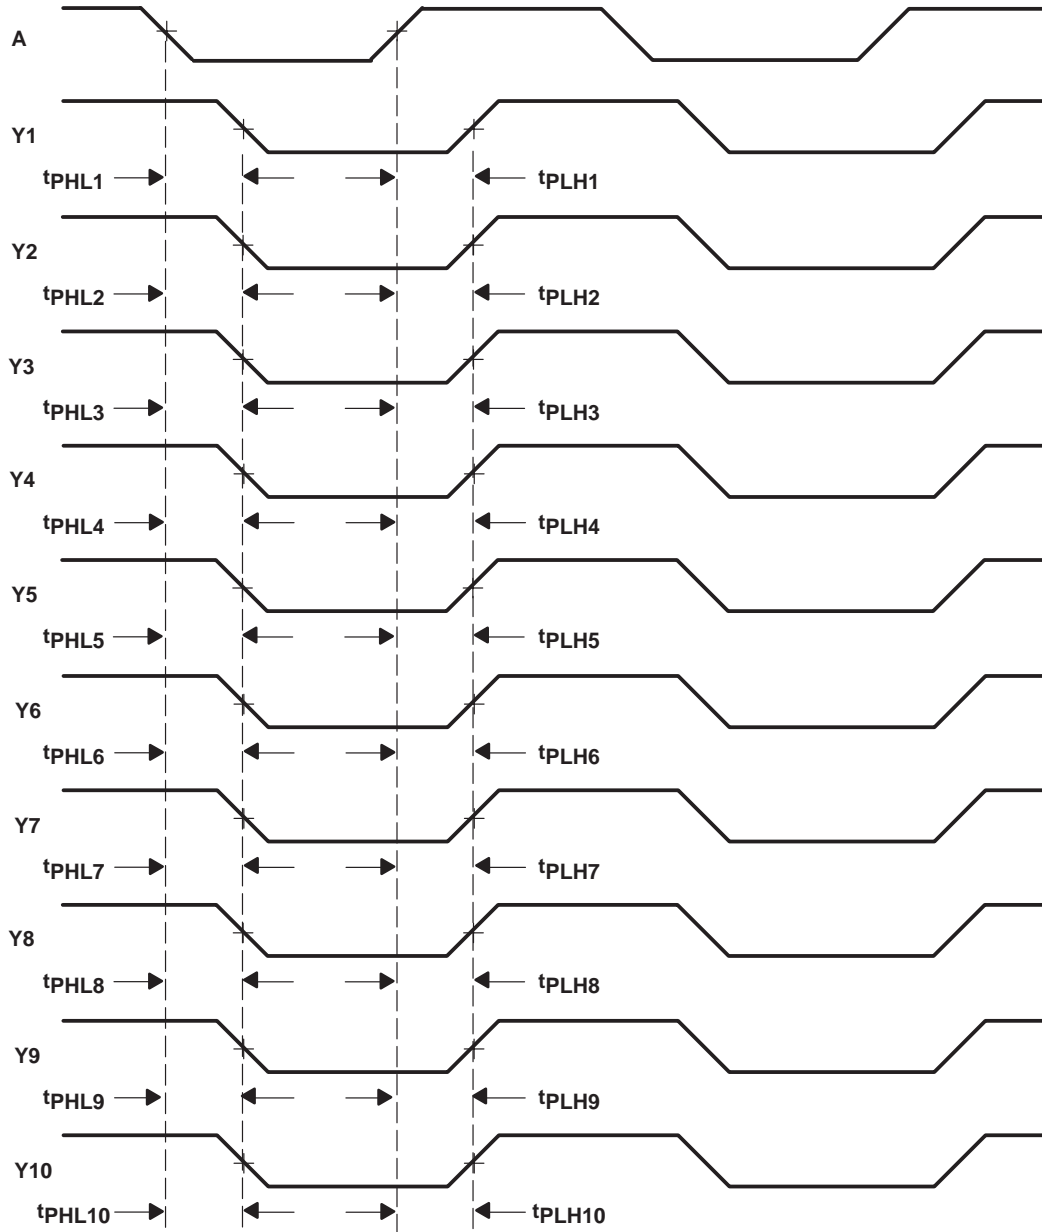 A
Y1
tPHL1 tPLH1
Y2
tPHL2 tPLH2
Y3
tPHL3 tPLH3
Y4
tPHL4 tPLH4
Y5
tPHL5 tPLH5
Y6
tPHL6 tPLH6
Y7
tPHL7 tPLH7
Y8
tPHL8 tPLH8
Y9
tPHL9 tPLH9
Y10
tPHL10 tPLH10